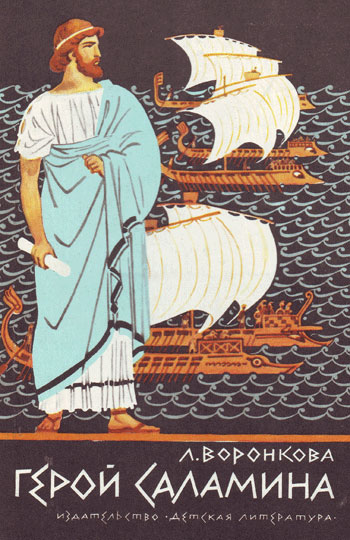 Л. ВОРОНКОВА
ГЕРОЙ САЛАМИНА
ИЗДАТЕЛЬСТВО · ДЕТСКАЯ ЛИТЕРАТУРА ·